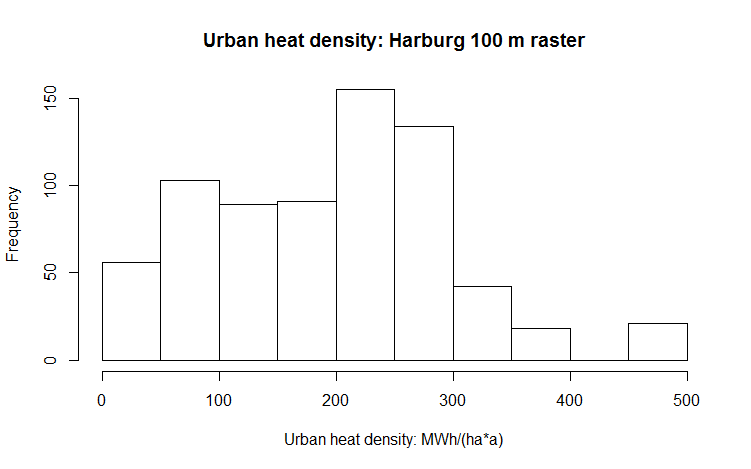 Urban heat density: Harburg 100 m raster
Frequency
150
100
50
0
0 100 200 300 400 500
Urban heat density: MWh/(ha*a)